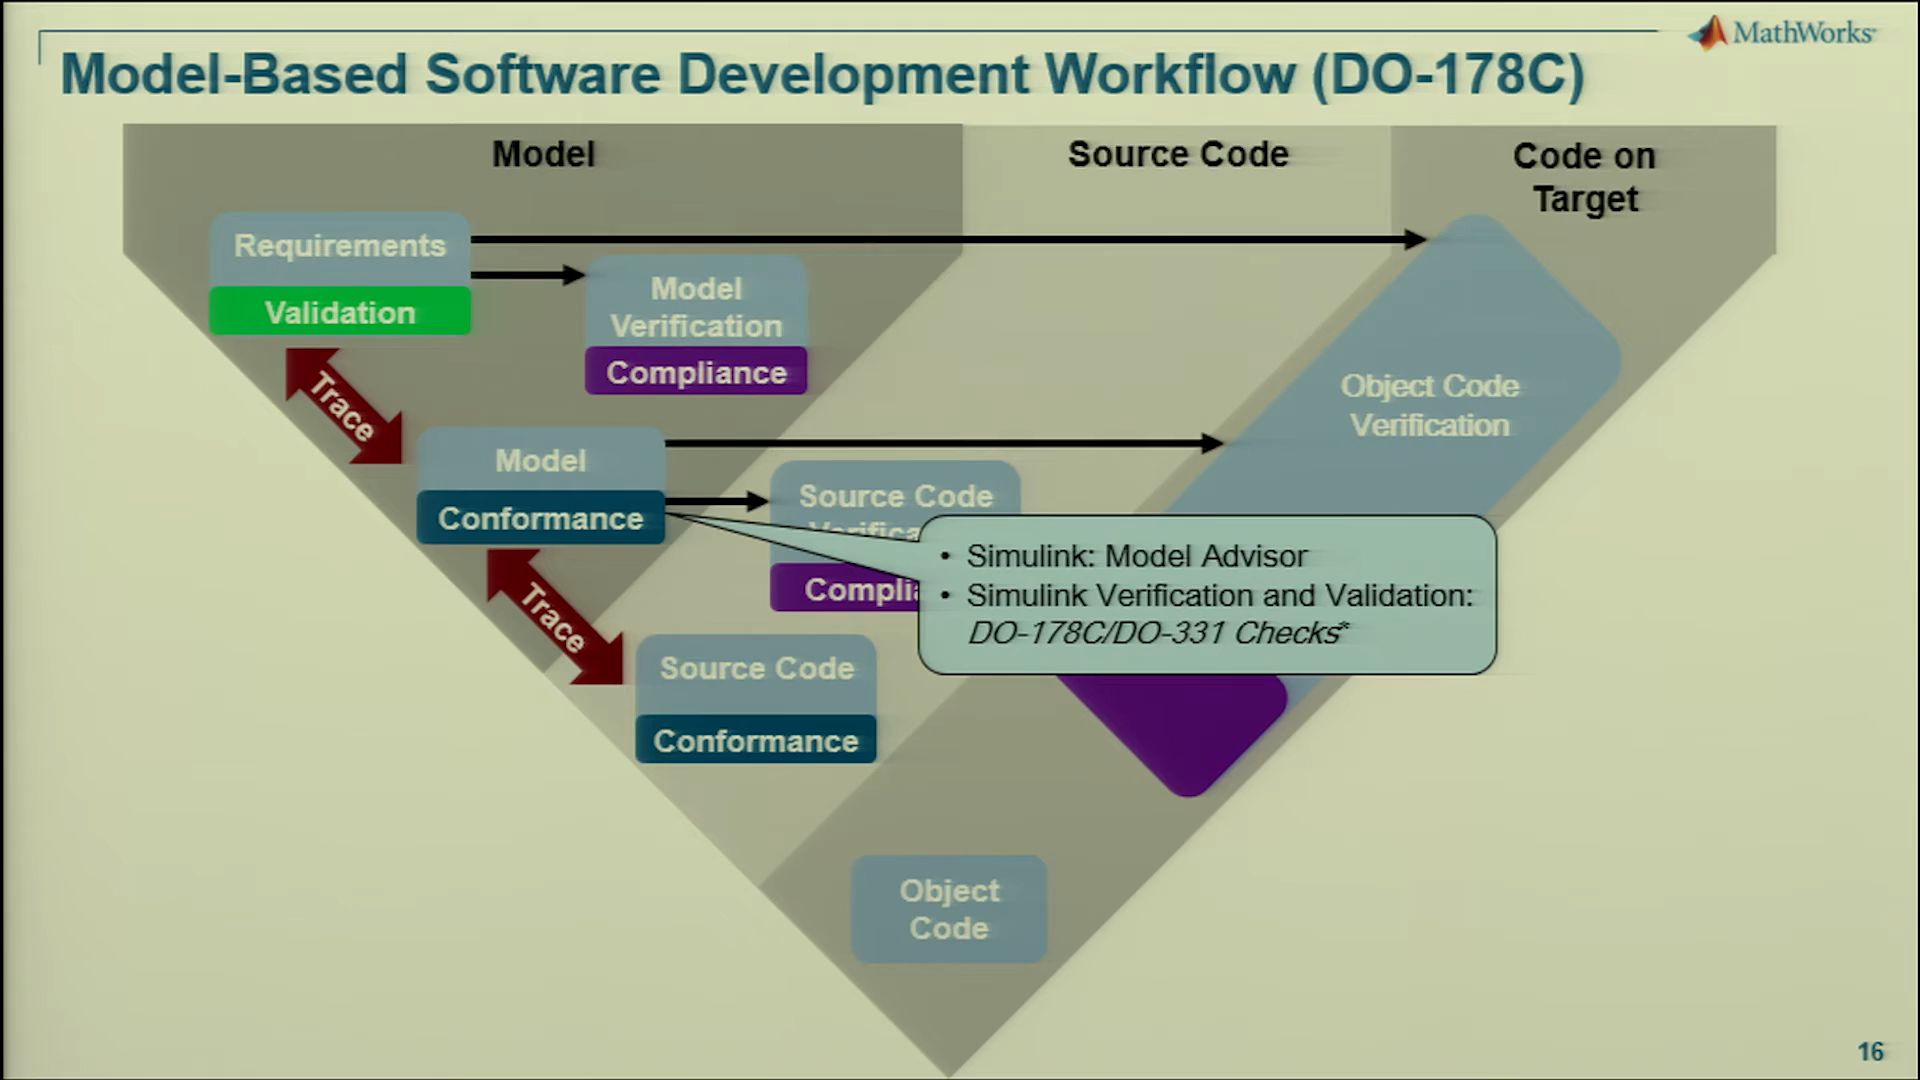 MathWorks
Model-Based Software Development Workflow (DO-178C)
Model
Source Code
Code on
Target
Requirements
Validation
Model
Verification
Compliance
Trace
Model
Conformance
Object Code
Verification
Source Code
Simulink: Model Advisor
Simulink Verification and Validation:
DO-178C/DO-331 Checks*
Trace
Source Code
Conformance
Object
Code
16